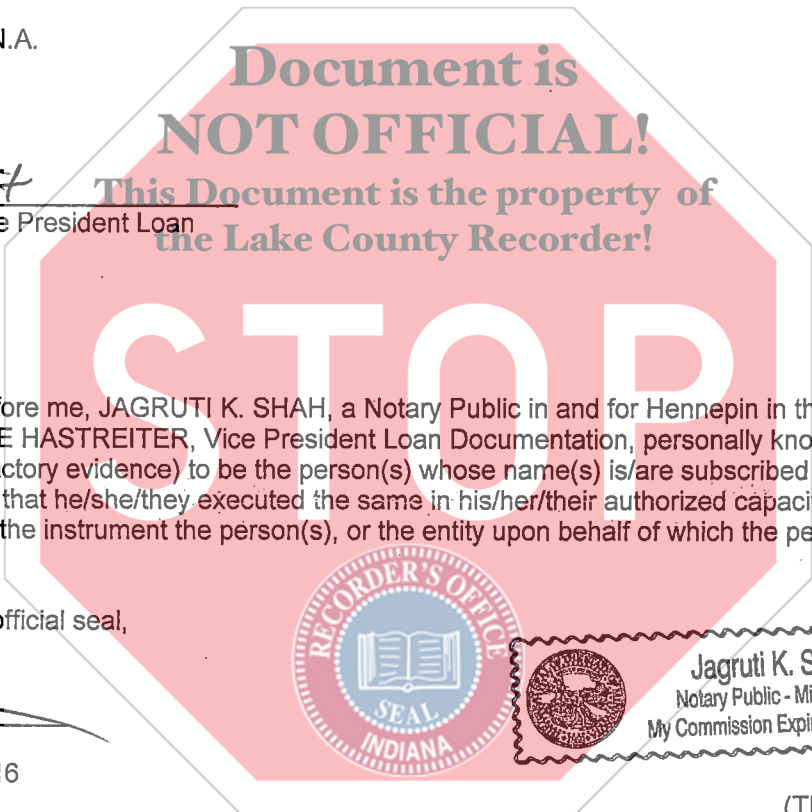 N.A.
Document is
NOT OFFICIAL!
This Document is the property of
the Lake County Recorder!
e President Loan
STOP
fore me, JAGRUTI K. SHAH, a Notary Public in and for Hennepin in th
E HASTREITER, Vice President Loan Documentation, personally kno
ctory evidence) to be the person(s) whose name(s) is/are subscribed
that he/she/they executed the same in his/her/their authorized capaci
the instrument the person(s), or the entity upon behalf of which the pe
official seal,
RECORDER'S OFFICE
SEAL
INDIANA
Jagruti K. S
Notary Public - Mi
My Commission Expi
6
(T